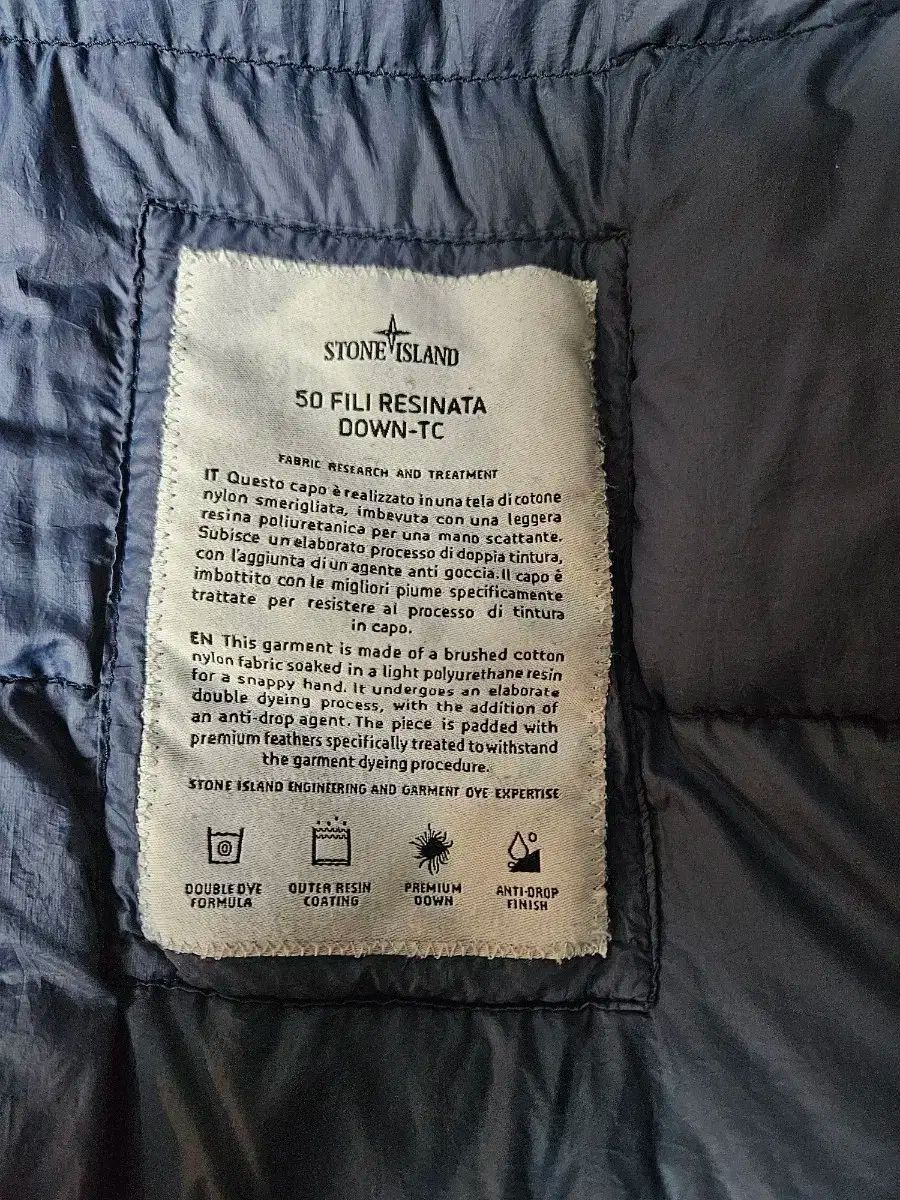 STONE ISLAND
50 FILI RESINATA
DOWN-TC
FABRIC RESEARCH AND TREATMENT
IT Questo capo è realizzato in una tela di cotone
nylon smerigliata, imbevuta con una leggera
resina poliuretanica per una mano scattante.
Subisce un elaborato processo di doppia tintura,
con l'aggiunta di un agente anti goccia. Il capo è
imbottito con le migliori piume specificamente
trattate per resistere al processo di tintura
in capo.
EN This garment is made of a brushed cotton
nylon fabric soaked in a light polyurethane resin
for a snappy hand. It undergoes an elaborate
double dyeing process, with the addition of
an anti-drop agent. The piece is padded with
premium feathers specifically treated to withstand
the garment dyeing procedure.
STONE ISLAND ENGINEERING AND GARMENT DYE EXPERTISE
DOUBLE DYE FORMULA
OUTER RESIN COATING
PREMIUM DOWN
ANTI-DROP FINISH